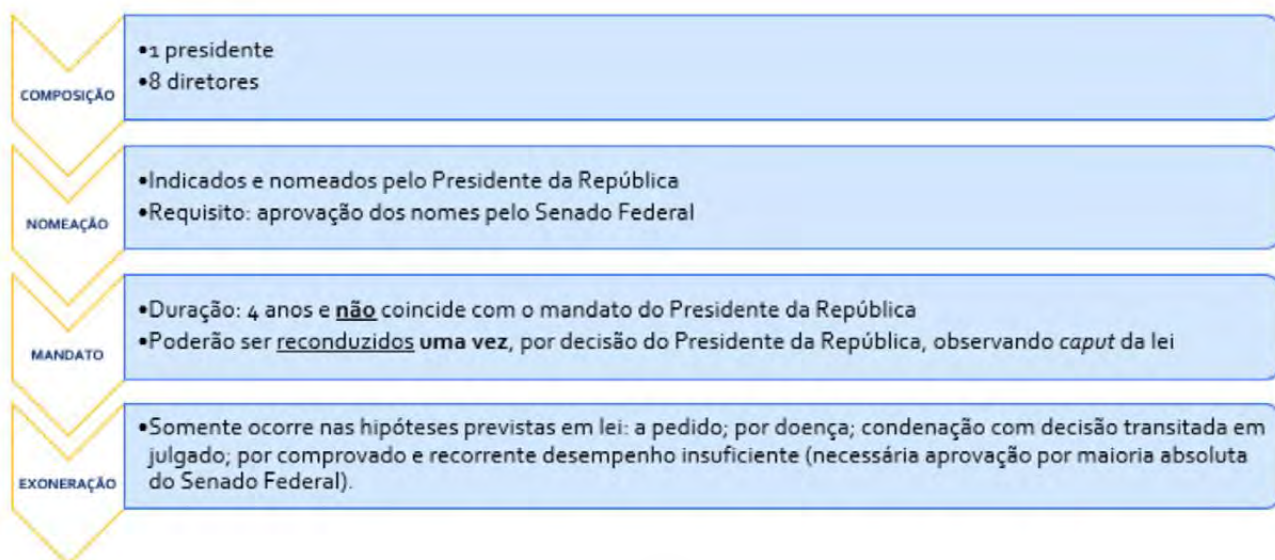 COMPOSIÇÃO
•1 presidente
•8 diretores
NOMEAÇÃO
•Indicados e nomeados pelo Presidente da República
•Requisito: aprovação dos nomes pelo Senado Federal
MANDATO
•Duração: 4 anos e não coincide com o mandato do Presidente da República
•Poderão ser reconduzidos uma vez, por decisão do Presidente da República, observando caput da lei
EXONERAÇÃO
•Somente ocorre nas hipóteses previstas em lei: a pedido; por doença; condenação com decisão transitada em
julgado; por comprovado e recorrente desempenho insuficiente (necessária aprovação por maioria absoluta
do Senado Federal).